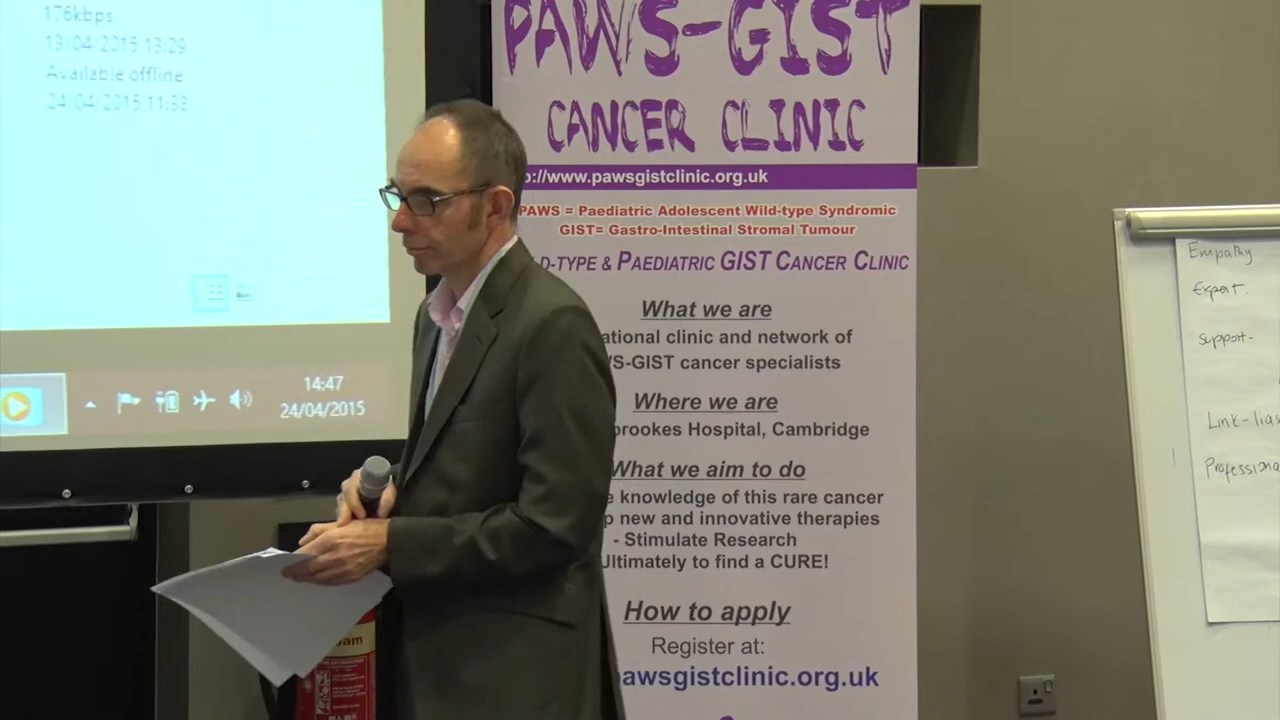 176kbps
13/04/2015 13:29
Available offline
24/04/2015 11:38
14:47
24/04/2015
PAWS-GIST
CANCER CLINIC
p://www.pawsgistclinic.org.uk
PAWS = Paediatric Adolescent Wild-type Syndromic
GIST= Gastro-Intestinal Stromal Tumour
LD-TYPE & PAEDIATRIC GIST CANCER CLINIC
What we are
ational clinic and network of
WS-GIST cancer specialists
Where we are
brookes Hospital, Cambridge
What we aim to do
e knowledge of this rare cancer
p new and innovative therapies
- Stimulate Research
Ultimately to find a CURE!
How to apply
Register at:
pawsgistclinic.org.uk
Empathy
Expert.
Support-
Link-lias
Professiona